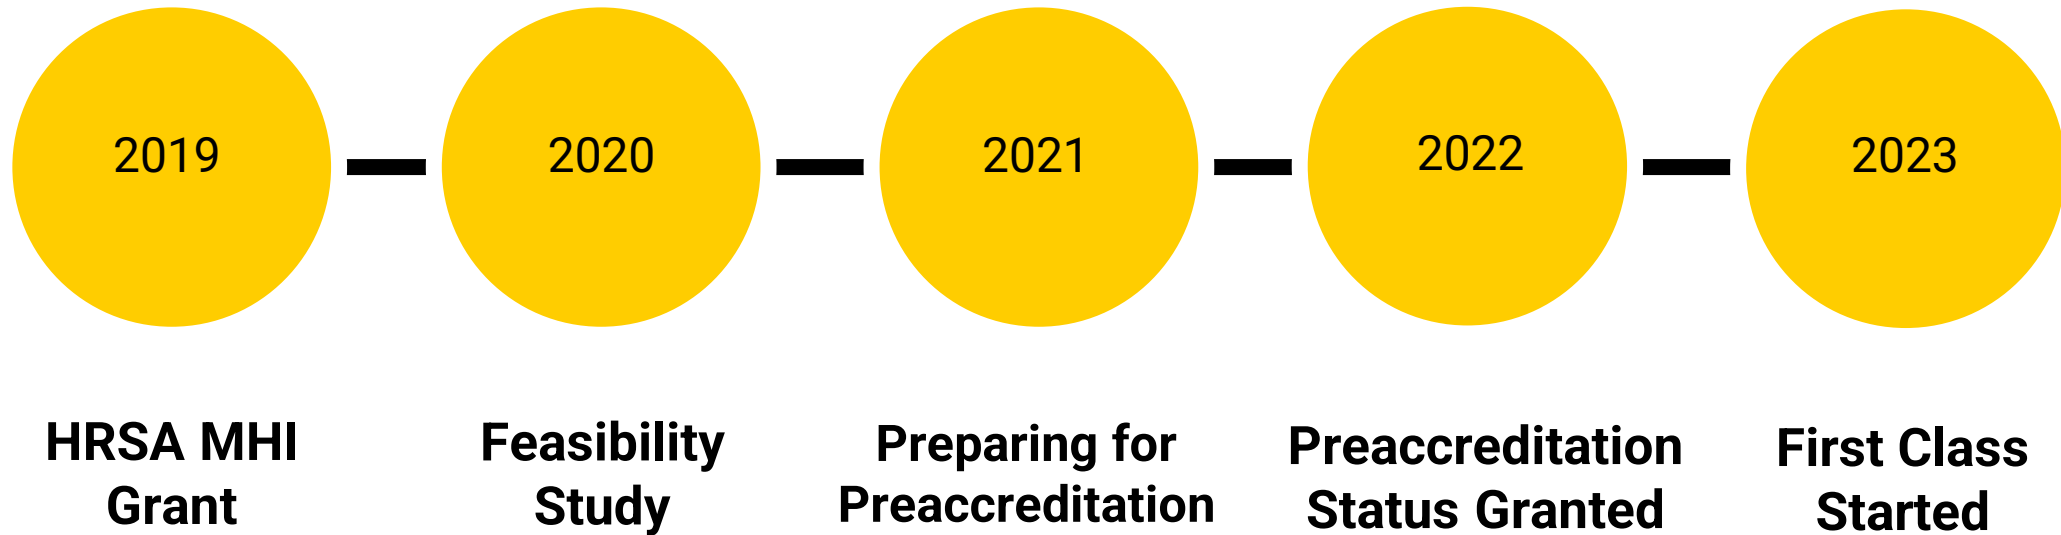 2019
2020
2021
2022
2023
HRSA MHI
Grant
Feasibility
Study
Preparing for
Preaccreditation
Preaccreditation
Status Granted
First Class
Started